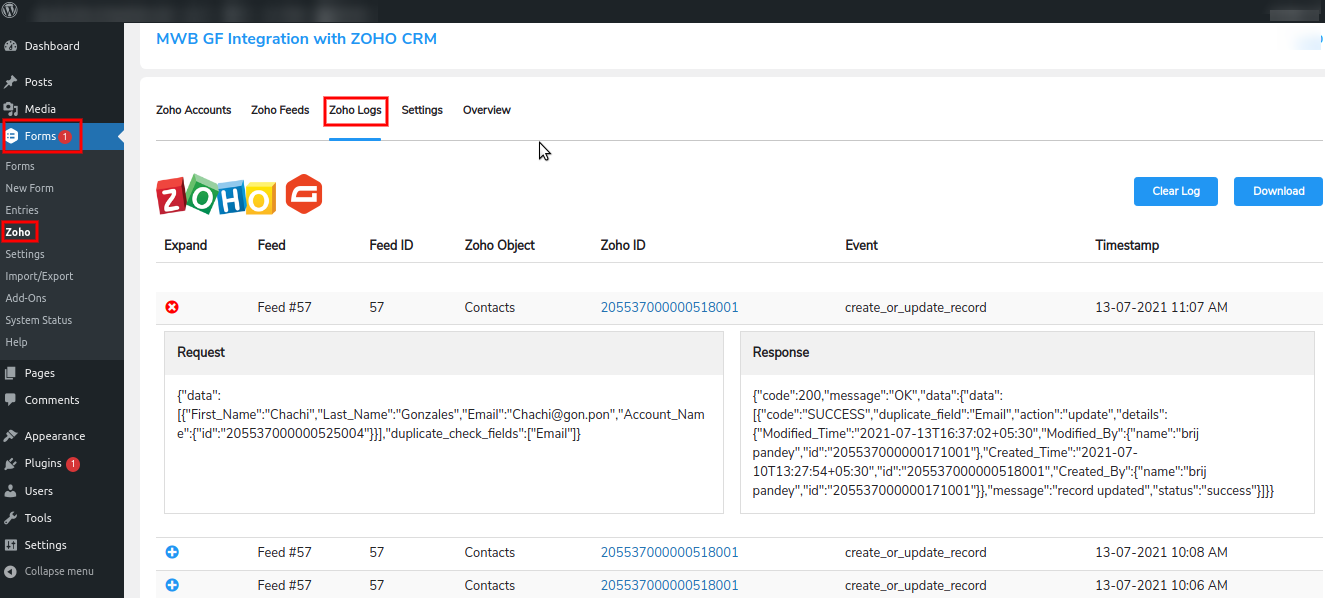 MWB GF Integration with ZOHO CRM
Dashboard
Posts
Media
Forms 1
Forms
New Form
Entries
Zoho
Settings
Import/Export
Add-Ons
System Status
Help
Pages
Comments
Appearance
Plugins 1
Users
Tools
Settings
Collapse menu
Zoho Accounts Zoho Feeds Zoho Logs Settings Overview
ZOHO
Clear Log Download
Expand Feed Feed ID Zoho Object Zoho ID Event Timestamp
Feed #57 57 Contacts 205537000000518001 create_or_update_record 13-07-2021 11:07 AM
Request
{"data":
[{"First_Name":"Chachi","Last_Name":"Gonzales","Email":"Chachi@gon.pon","Account_Nam
e":{"id":"205537000000525004"}}],"duplicate_check_fields":["Email"]}
Response
{"code":200,"message":"OK","data":{"data":
[{"code":"SUCCESS","duplicate_field":"Email","action":"update","details":
{"Modified_Time":"2021-07-13T16:37:02+05:30","Modified_By":{"name":"brij
pandey","id":"205537000000171001"},"Created_Time":"2021-07-
10T13:27:54+05:30","id":"205537000000518001","Created_By":{"name":"brij
pandey","id":"205537000000171001"}},"message":"record updated","status":"success"}]}}
Feed #57 57 Contacts 205537000000518001 create_or_update_record 13-07-2021 10:08 AM
Feed #57 57 Contacts 205537000000518001 create_or_update_record 13-07-2021 10:06 AM